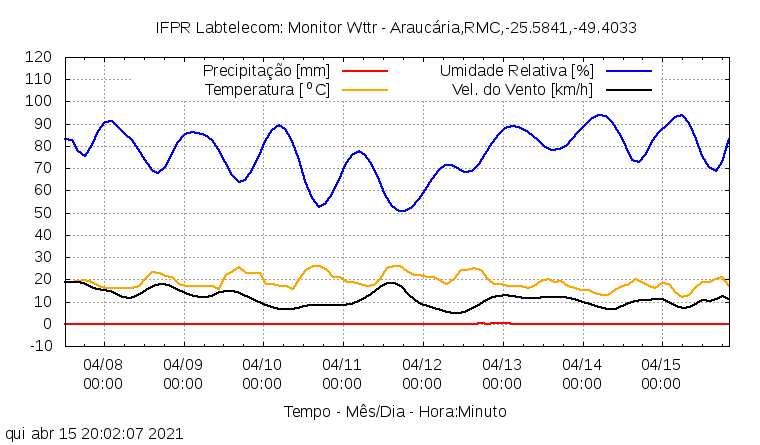 IFPR Labtelecom: Monitor Wttr - Araucária,RMC,-25.5841,-49.4033
120
110
100
90
80
70
60
50
40
30
20
10
0
-10
Precipitação [mm]
Temperatura [⁰C]
Umidade Relativa [%]
Vel. do Vento [km/h]
04/08 04/09 04/10 04/11 04/12 04/13 04/14 04/15
00:00 00:00 00:00 00:00 00:00 00:00 00:00 00:00
Tempo - Mês/Dia - Hora:Minuto
qui abr 15 20:02:07 2021